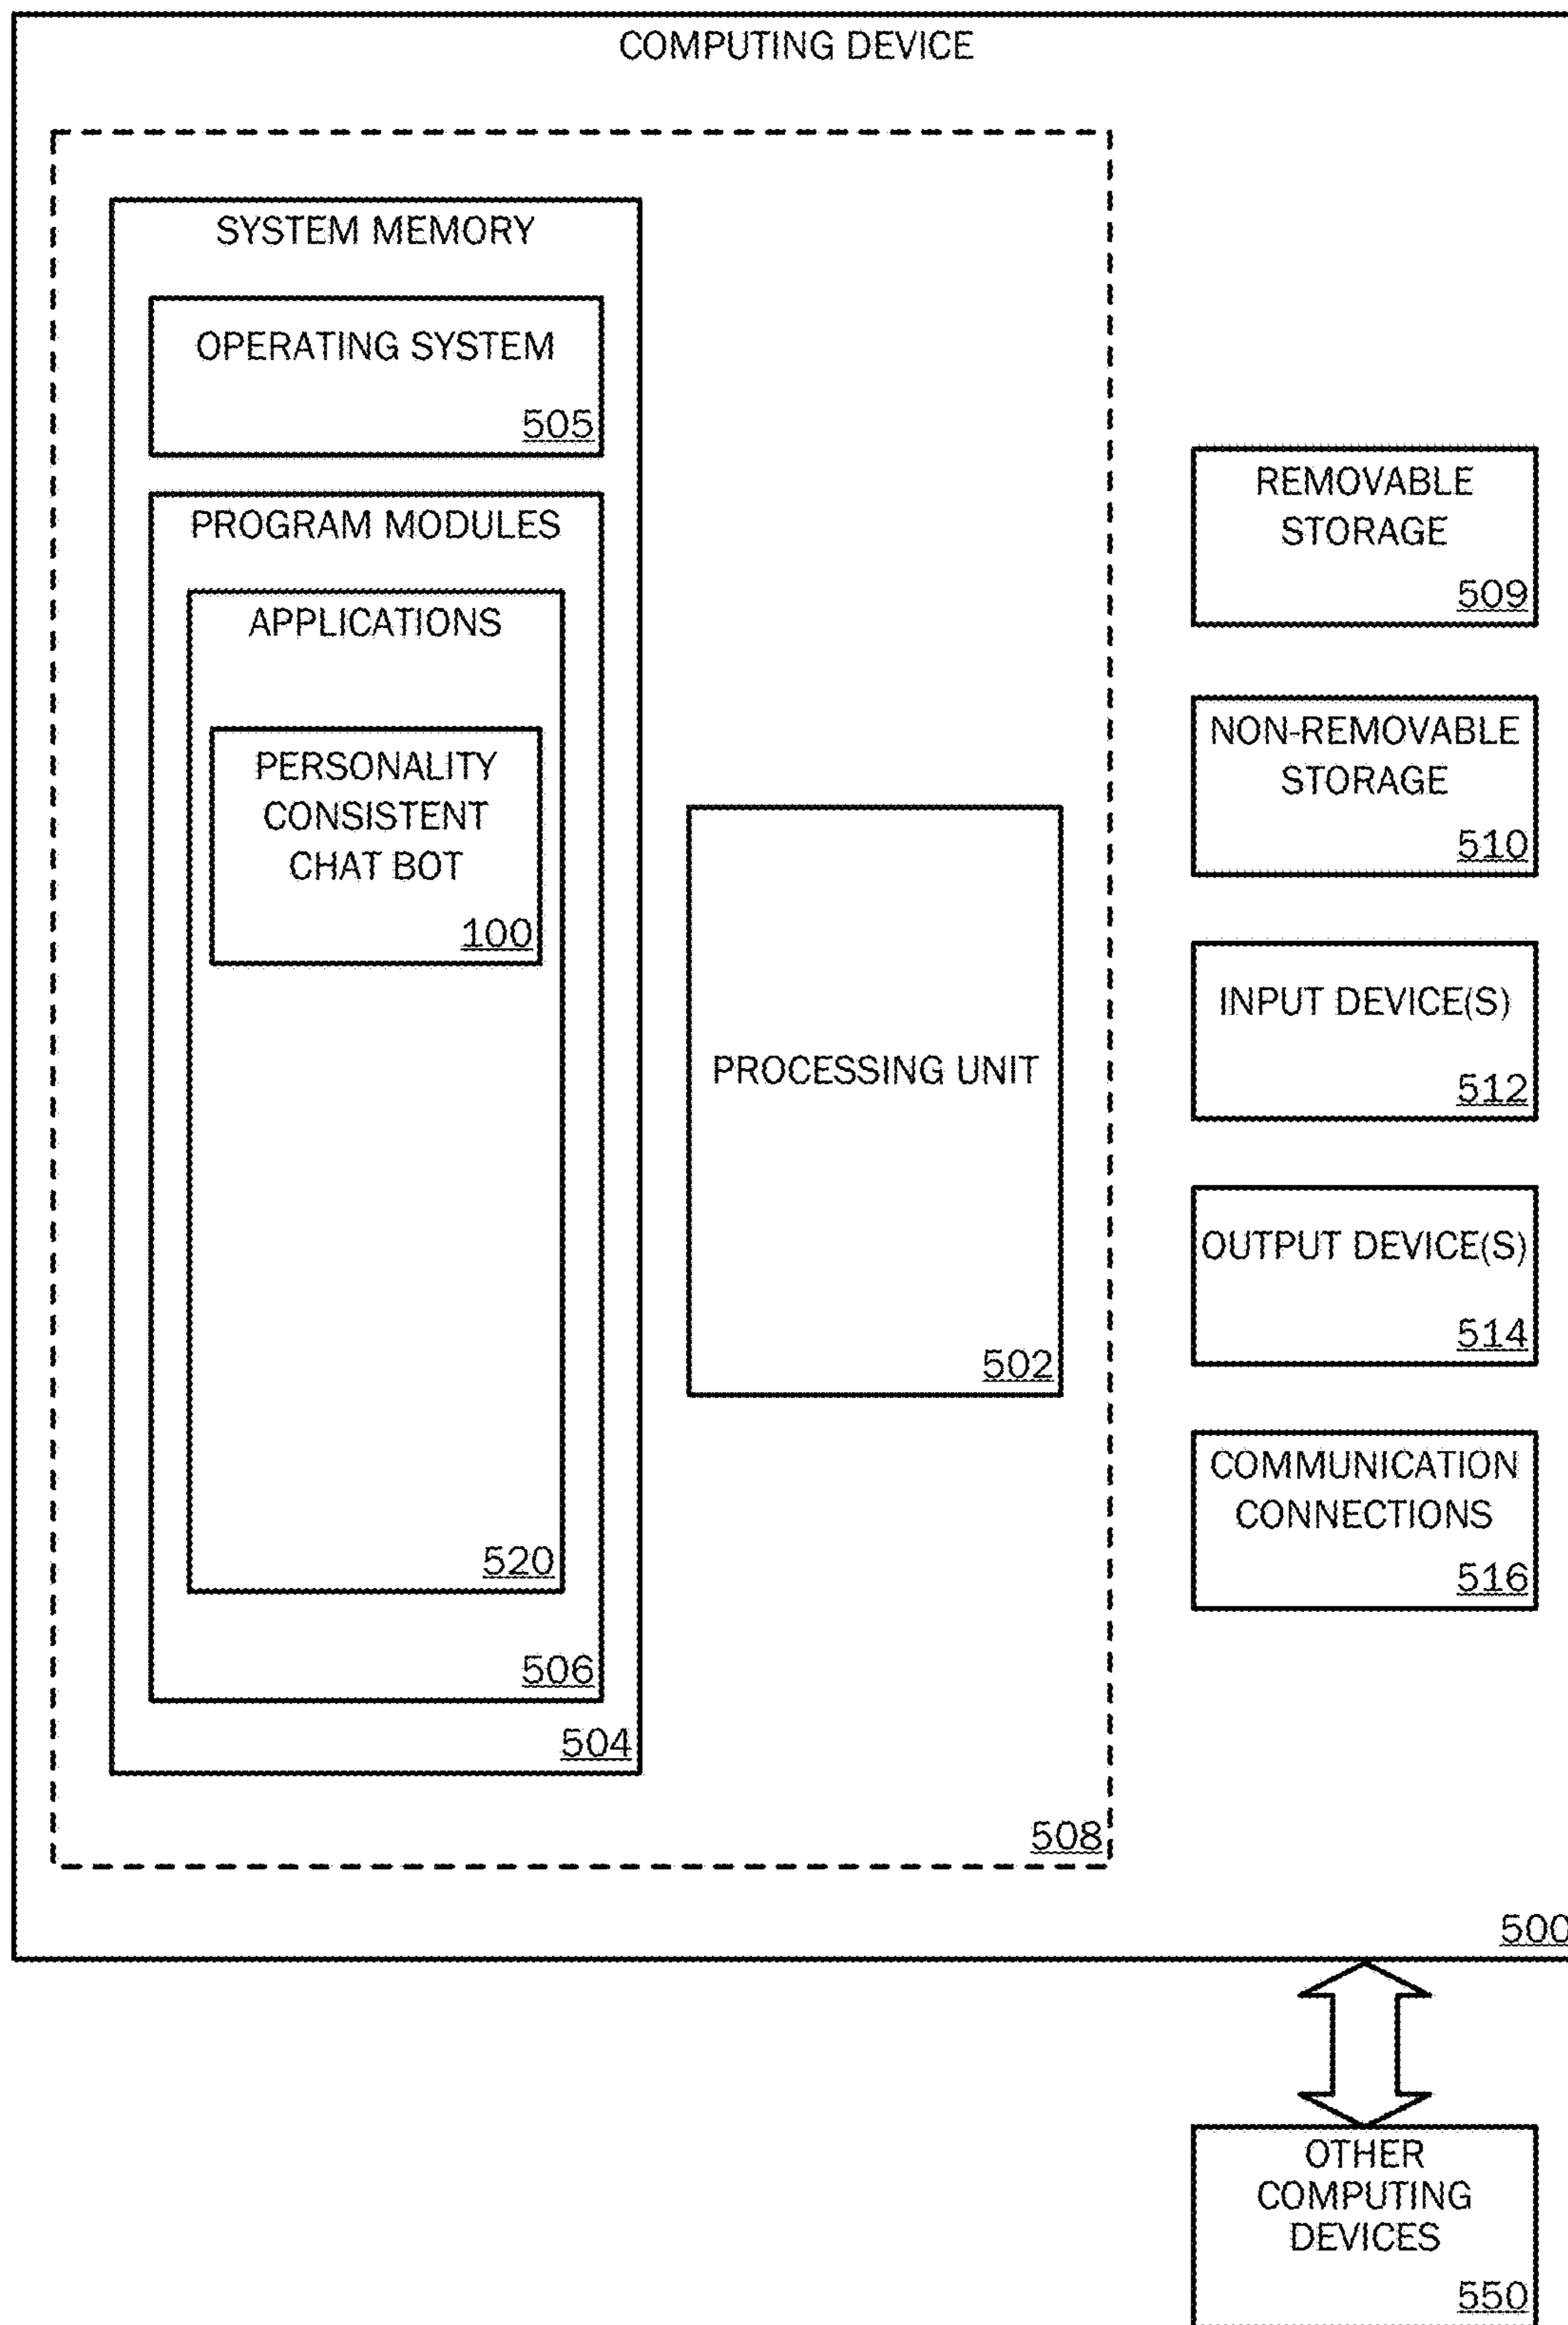 COMPUTING DEVICE
SYSTEM MEMORY
OPERATING SYSTEM
505
PROGRAM MODULES
APPLICATIONS
PERSONALITY
CONSISTENT
CHAT BOT
100
520
506
504
PROCESSING UNIT
502
508
REMOVABLE
STORAGE
509
NON-REMOVABLE
STORAGE
510
INPUT DEVICE(S)
512
OUTPUT DEVICE(S)
514
COMMUNICATION
CONNECTIONS
516
500
OTHER
COMPUTING
DEVICES
550